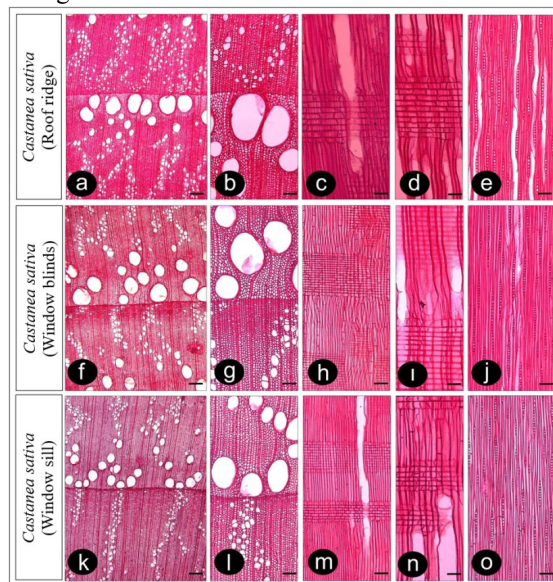 Castanea sativa
(Roof ridge)
a b c d e
Castanea sativa
(Window blinds)
f g h ı j
Castanea sativa
(Window sill)
k l m n o